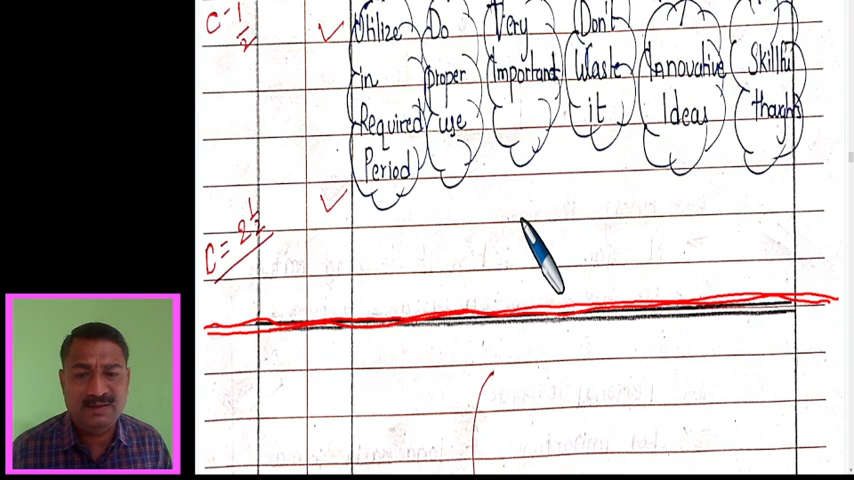 C-1/2
Utilize in Required Period
Do proper use
Very Important
Don't Waste it
Innovative Ideas
Skillful thoughts
C = 2 1/2